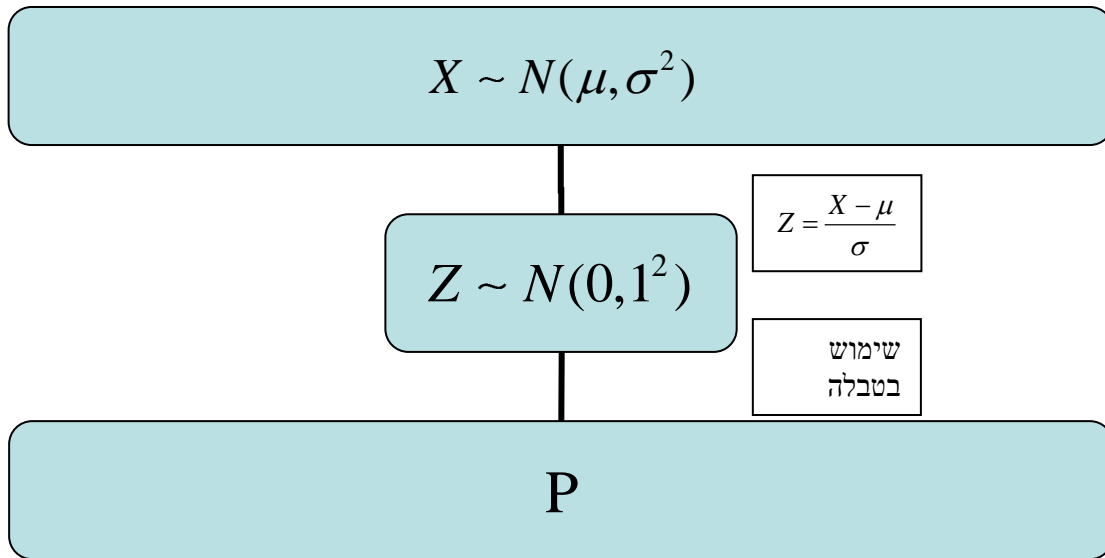 X ~ N(μ, σ²)
Z = (X − μ) / σ
Z ~ N(0, 1²)
שימוש
בטבלה
P